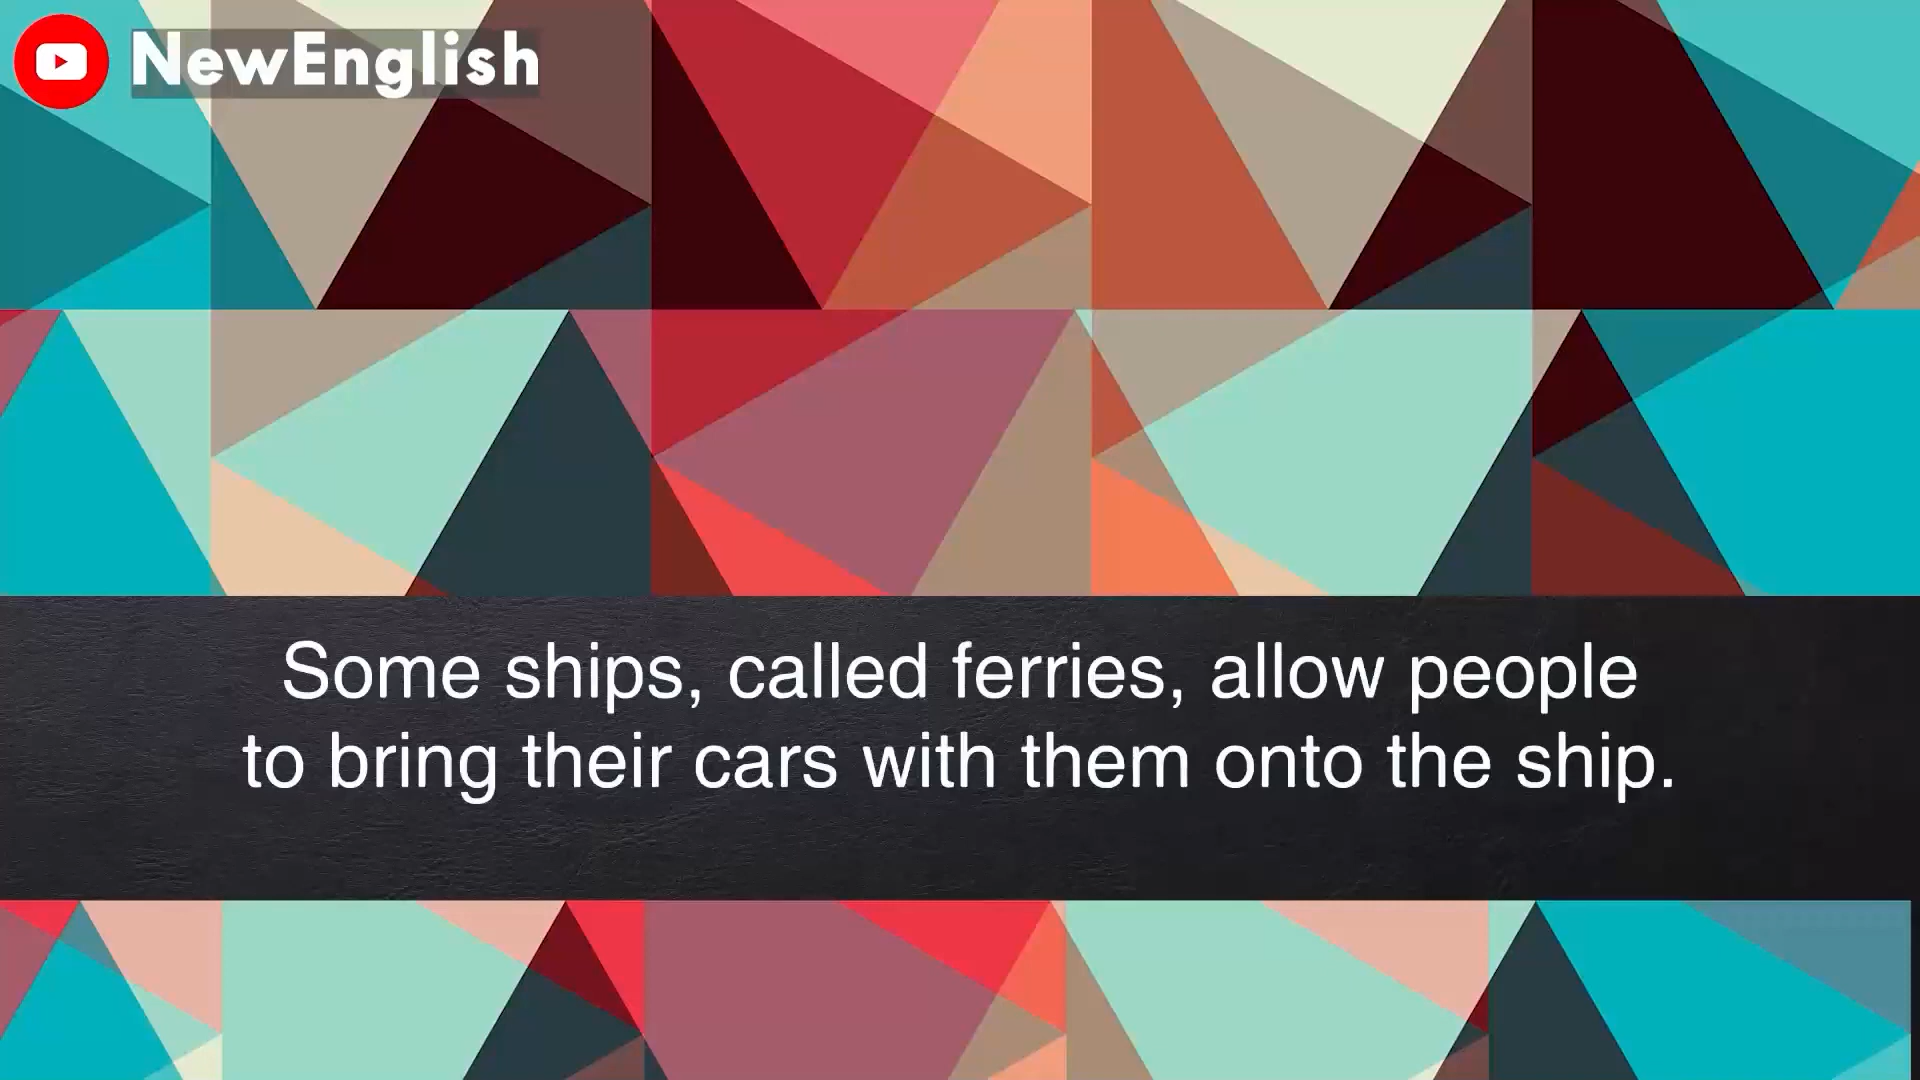 NewEnglish
Some ships, called ferries, allow people
to bring their cars with them onto the ship.